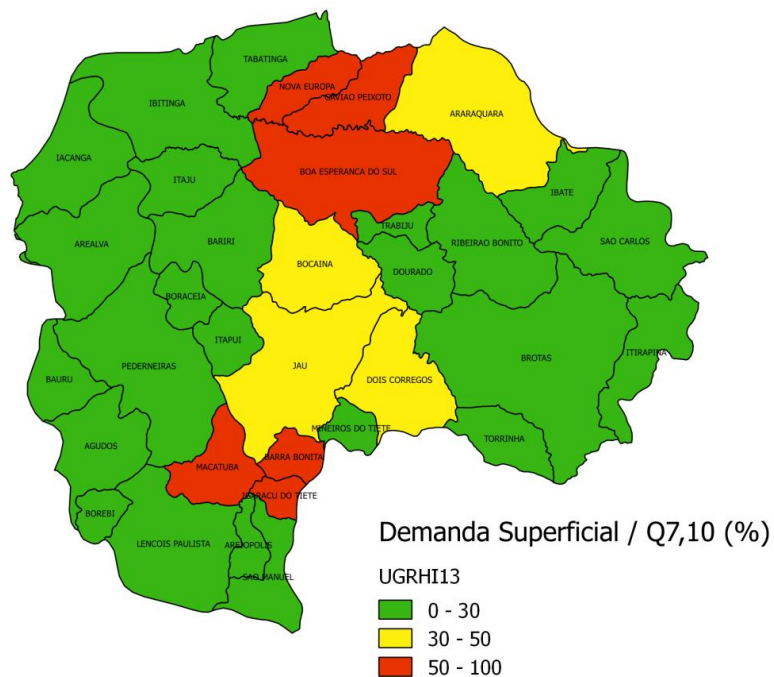 TABATINGA
NOVA EUROPA
GAVIAO PEIXOTO
IBITINGA
ARARAQUARA
IACANGA
BOA ESPERANCA DO SUL
ITAJU
IBATE
TRABIJU
AREALVA
BARIRI
RIBEIRAO BONITO
SAO CARLOS
BOCAINA
DOURADO
BORACEIA
ITAPUI
BROTAS
ITIRAPINA
PEDERNEIRAS
JAU
BAURU
DOIS CORREGOS
MINEIROS DO TIETE
TORRINHA
AGUDOS
BARRA BONITA
MACATUBA
IGARACU DO TIETE
BOREBI
LENCOIS PAULISTA
AREIOPOLIS
SAO MANUEL
Demanda Superficial / Q7,10 (%)
UGRHI13
0 - 30
30 - 50
50 - 100